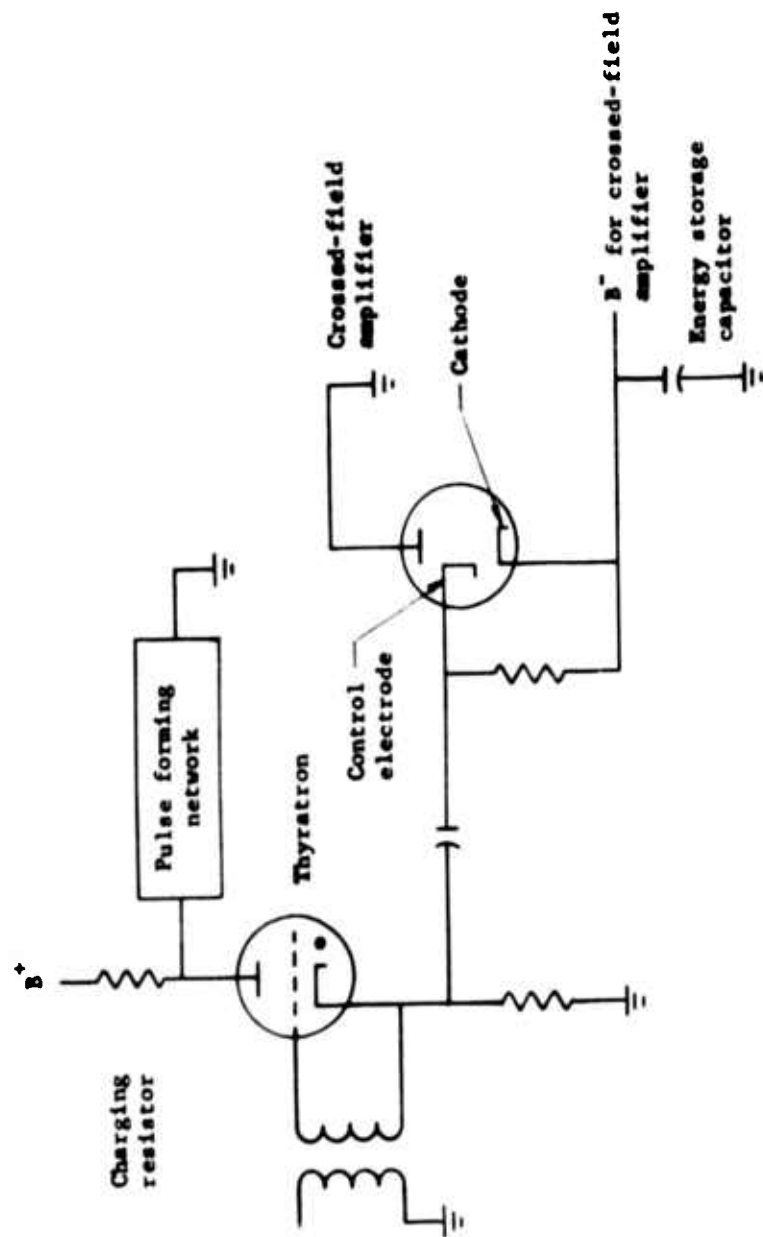 B+
Charging
resistor
Pulse forming
network
Thyratron
Control
electrode
Crossed-field
amplifier
Cathode
B- for crossed-field
amplifier
Energy storage
capacitor